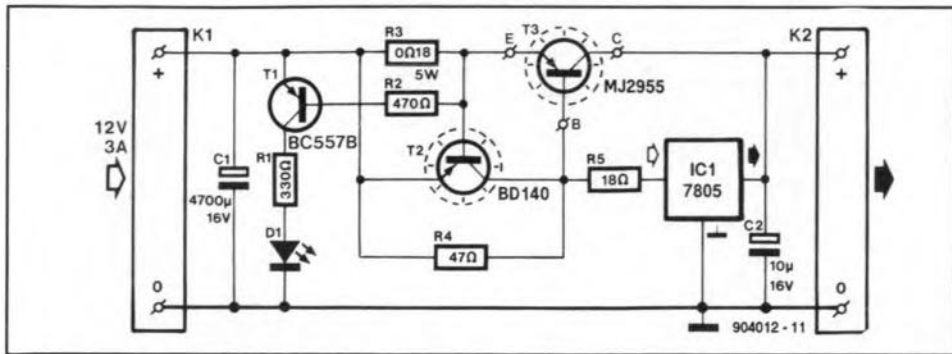 K1
+
12V
3A
0
C1
4700µ
16V
T1
BC557B
R1
330Ω
D1
R3
0Ω18
5W
R2
470Ω
T2
BD140
R4
47Ω
E
T3
C
MJ2955
B
R5
18Ω
IC1
7805
C2
10µ
16V
K2
+
0
904012 - 11